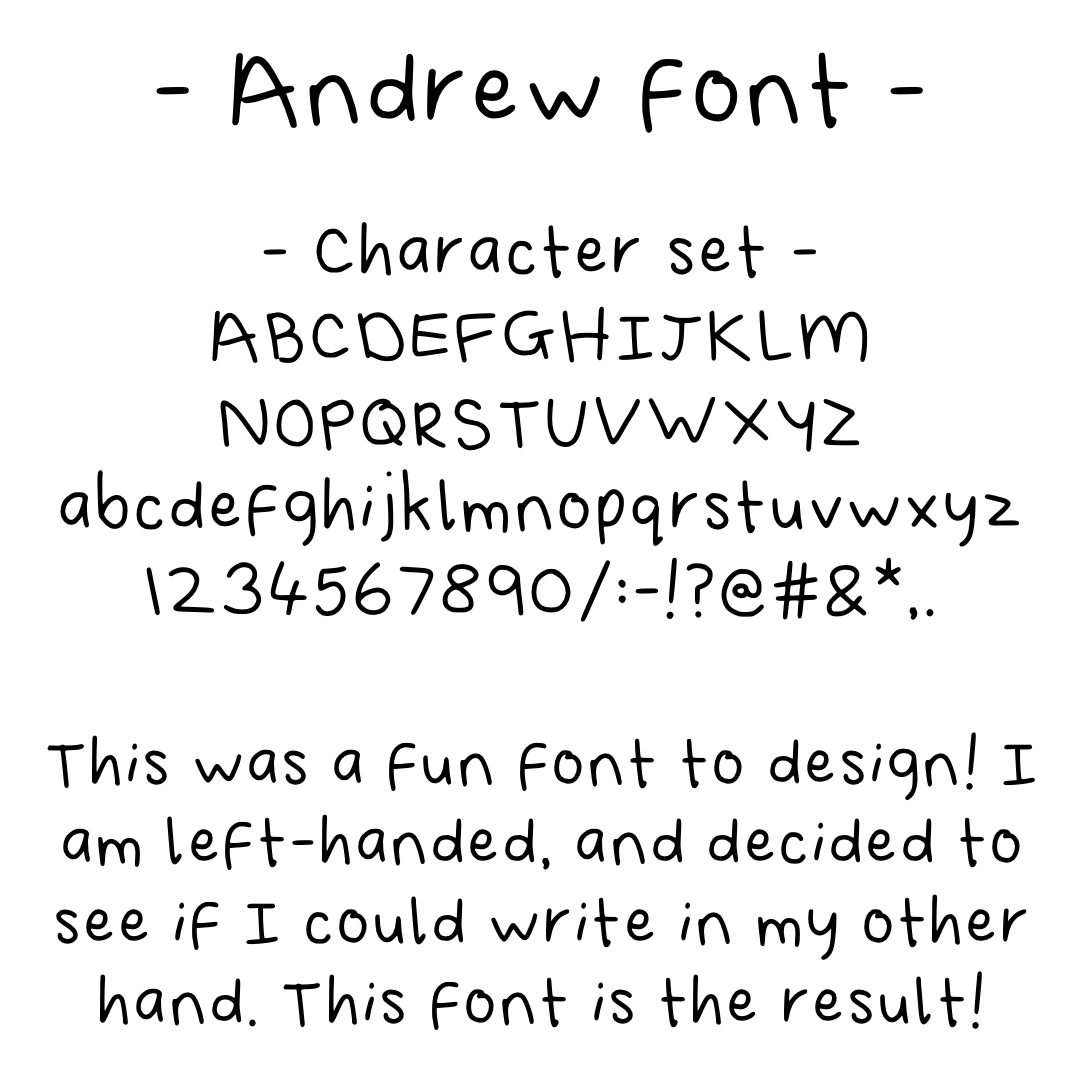 - Andrew font -
- Character set -
ABCDEFGHIJKLM
NOPQRSTUVWXYZ
abcdefghijklmnopqrstuvwxyz
1234567890/:-!?@#&*,.
This was a fun font to design! I
am left-handed, and decided to
see if I could write in my other
hand. This font is the result!